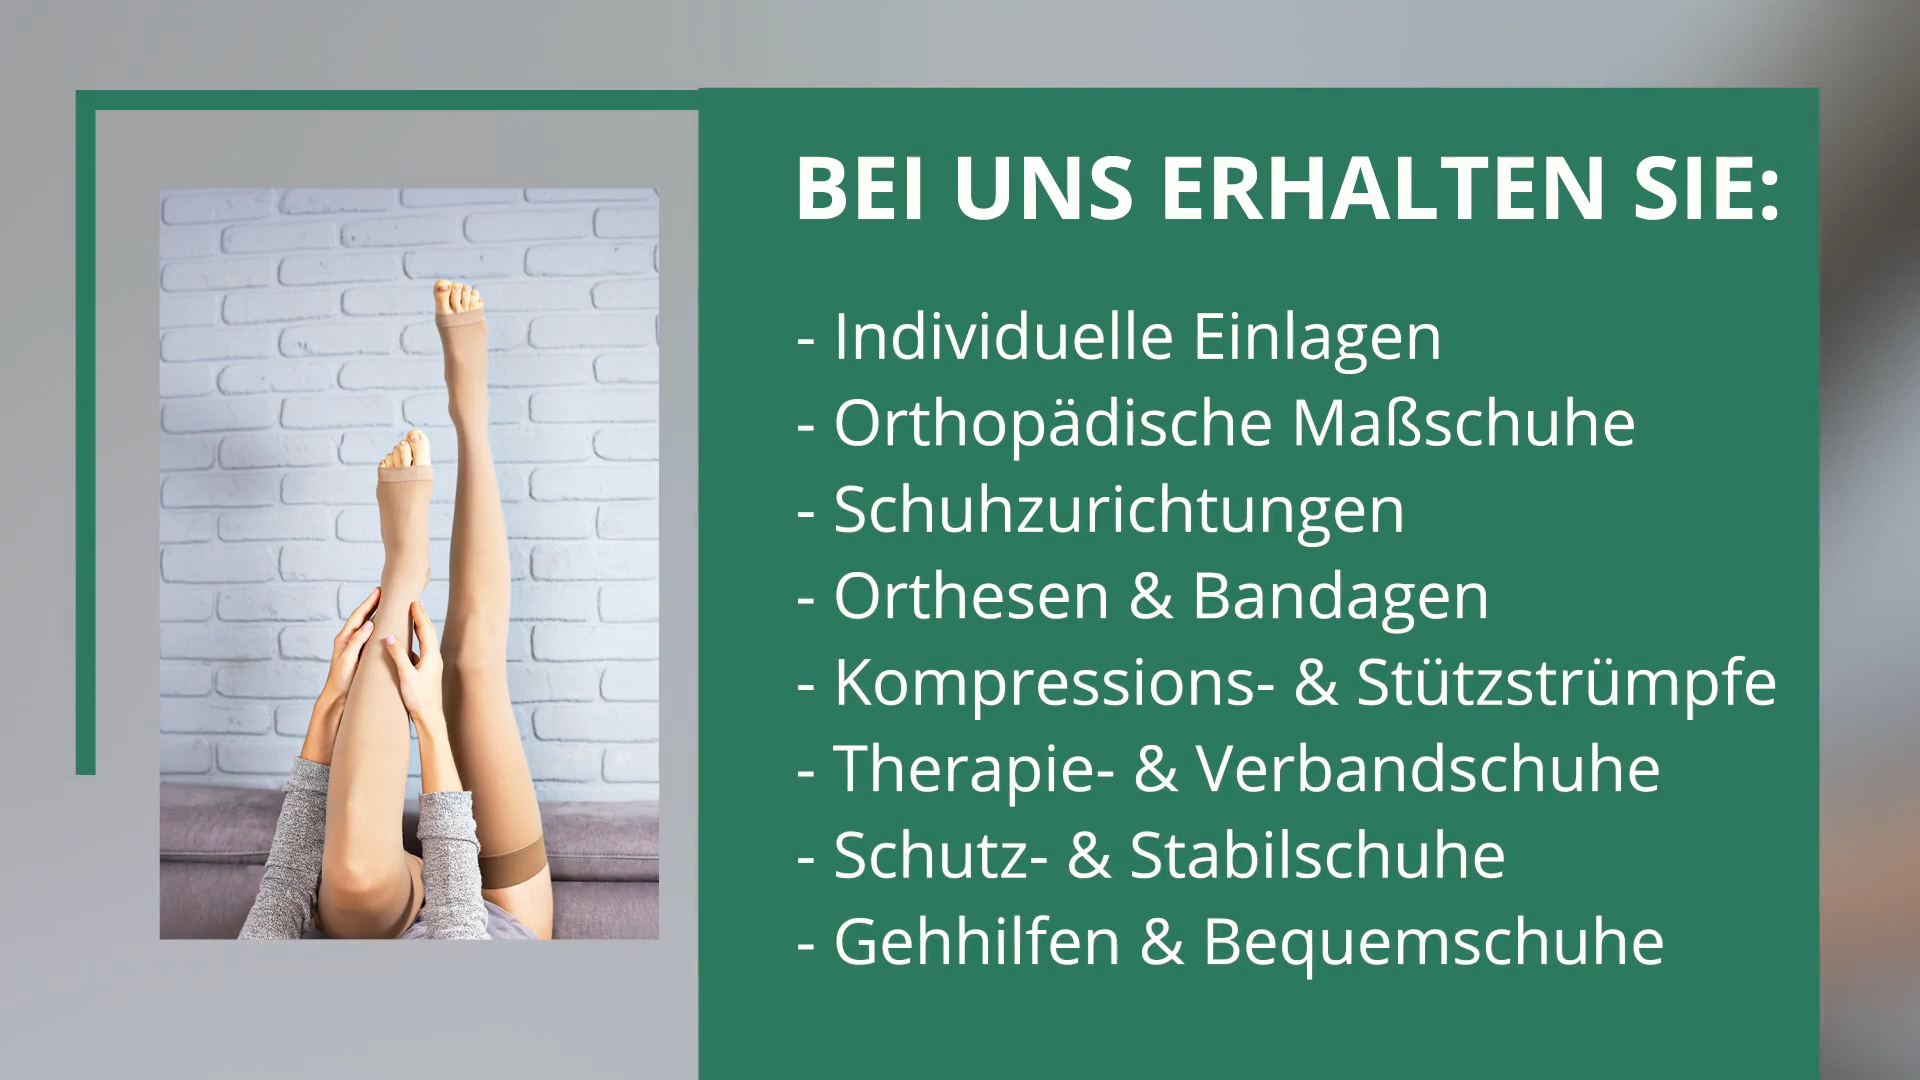 BEI UNS ERHALTEN SIE:
- Individuelle Einlagen
- Orthopädische Maßschuhe
- Schuhzurichtungen
- Orthesen & Bandagen
- Kompressions- & Stützstrümpfe
- Therapie- & Verbandschuhe
- Schutz- & Stabilschuhe
- Gehhilfen & Bequemschuhe